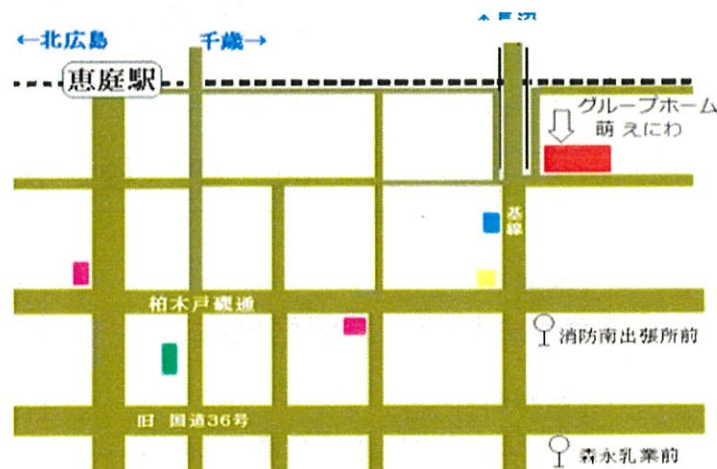 ←北広島
千歳→
恵庭駅
グループホーム
萌えにわ
基線
柏木戸磯通
消防南出張所前
旧 国道36号
森永乳業前